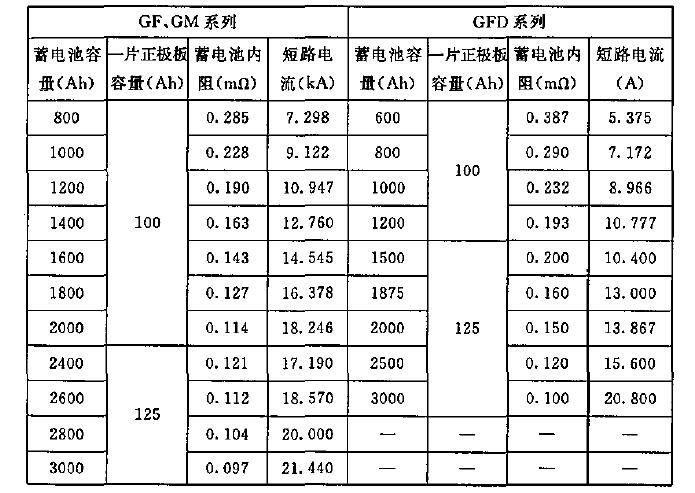 GF、GM 系列 GFD 系列
蓄电池容 一片正极板 蓄电池内 短路电 蓄电池容 一片正极板 蓄电池内 短路电流
量(Ah) 容量(Ah) 阻(mΩ) 流(kA) 量(Ah) 容量(Ah) 阻(mΩ) (A)
800 0.285 7.298 600 0.387 5.375
1000 0.228 9.122 800 0.290 7.172
100
1200 0.190 10.947 1000 0.232 8.966
1400 100 0.163 12.760 1200 0.193 10.777
1600 0.143 14.545 1500 0.200 10.400
1800 0.127 16.378 1875 0.160 13.000
2000 0.114 18.246 2000 125 0.150 13.867
2400 0.121 17.190 2500 0.120 15.600
2600 0.112 18.570 3000 0.100 20.800
125
2800 0.104 20.000 — — — —
3000 0.097 21.440 — — — —